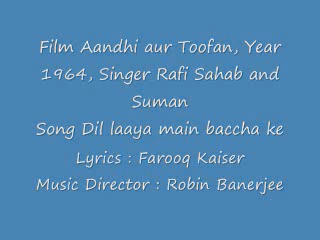 Film Aandhi aur Toofan, Year
1964, Singer Rafi Sahab and
Suman
Song Dil laaya main baccha ke
Lyrics : Farooq Kaiser
Music Director : Robin Banerjee